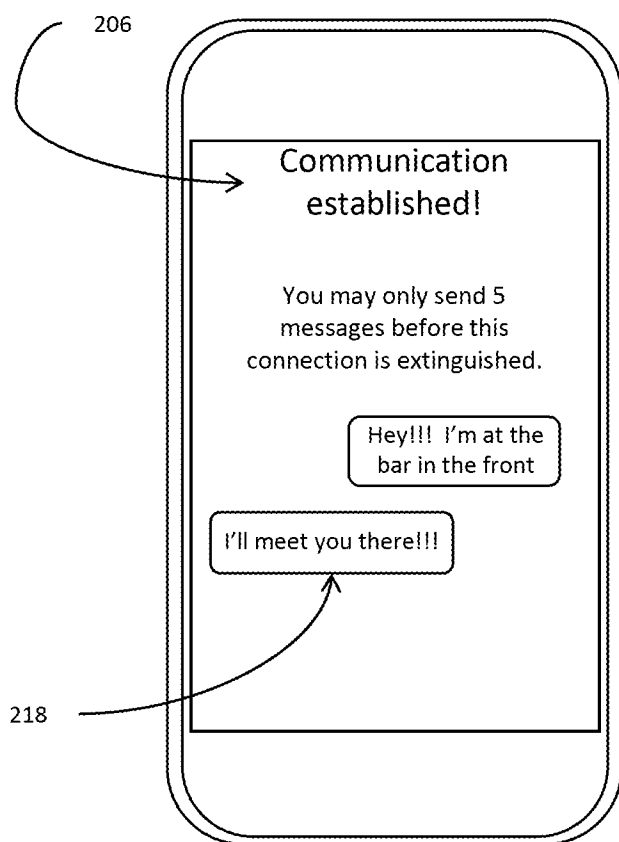 206
Communication
established!
You may only send 5
messages before this
connection is extinguished.
Hey!!!  I'm at the
bar in the front
I'll meet you there!!!
218